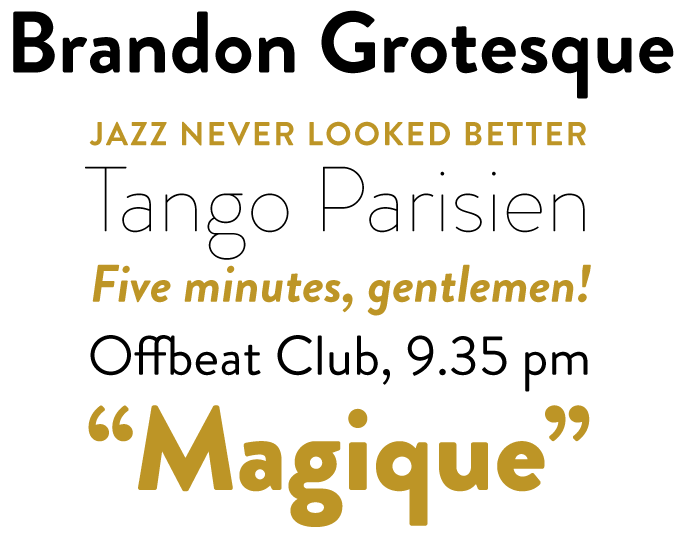 Brandon Grotesque
JAZZ NEVER LOOKED BETTER
Tango Parisien
Five minutes, gentlemen!
Offbeat Club, 9.35 pm
“Magique”